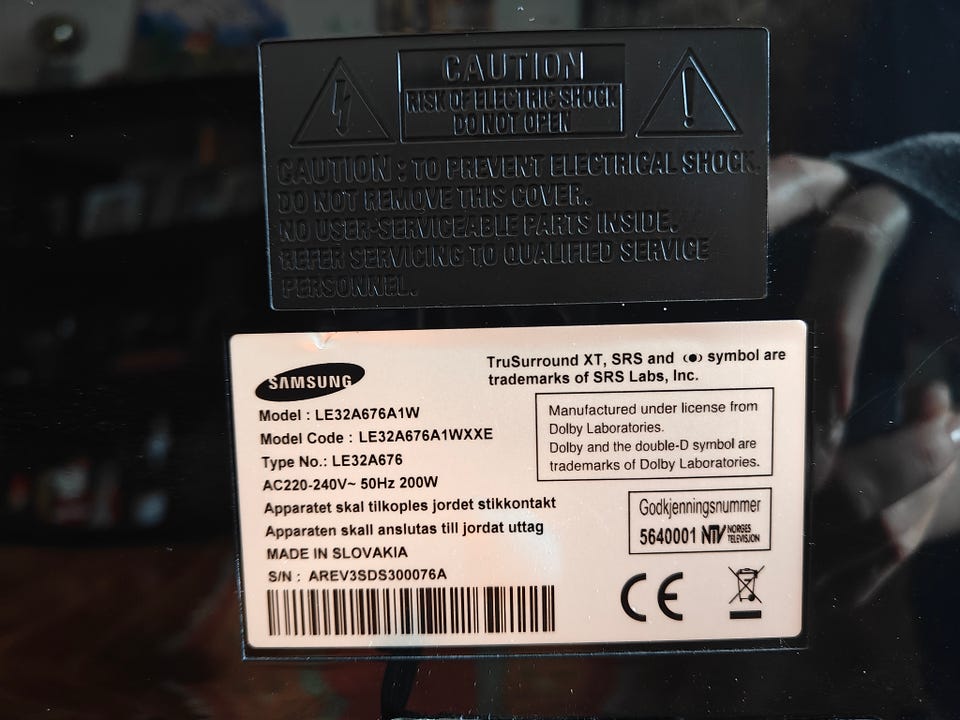 CAUTION
RISK OF ELECTRIC SHOCK
DO NOT OPEN
CAUTION : TO PREVENT ELECTRICAL SHOCK.
DO NOT REMOVE THIS COVER.
NO USER-SERVICEABLE PARTS INSIDE.
REFER SERVICING TO QUALIFIED SERVICE
PERSONNEL.
SAMSUNG
Model : LE32A676A1W
Model Code : LE32A676A1WXXE
Type No.: LE32A676
AC220-240V~ 50Hz 200W
Apparatet skal tilkoples jordet stikkontakt
Apparaten skall anslutas till jordat uttag
MADE IN SLOVAKIA
S/N : AREV3SDS300076A
TruSurround XT, SRS and (●) symbol are
trademarks of SRS Labs, Inc.
Manufactured under license from
Dolby Laboratories.
Dolby and the double-D symbol are
trademarks of Dolby Laboratories.
Godkjenningsnummer
5640001 NTV NORGES
TELEVISJON
CE